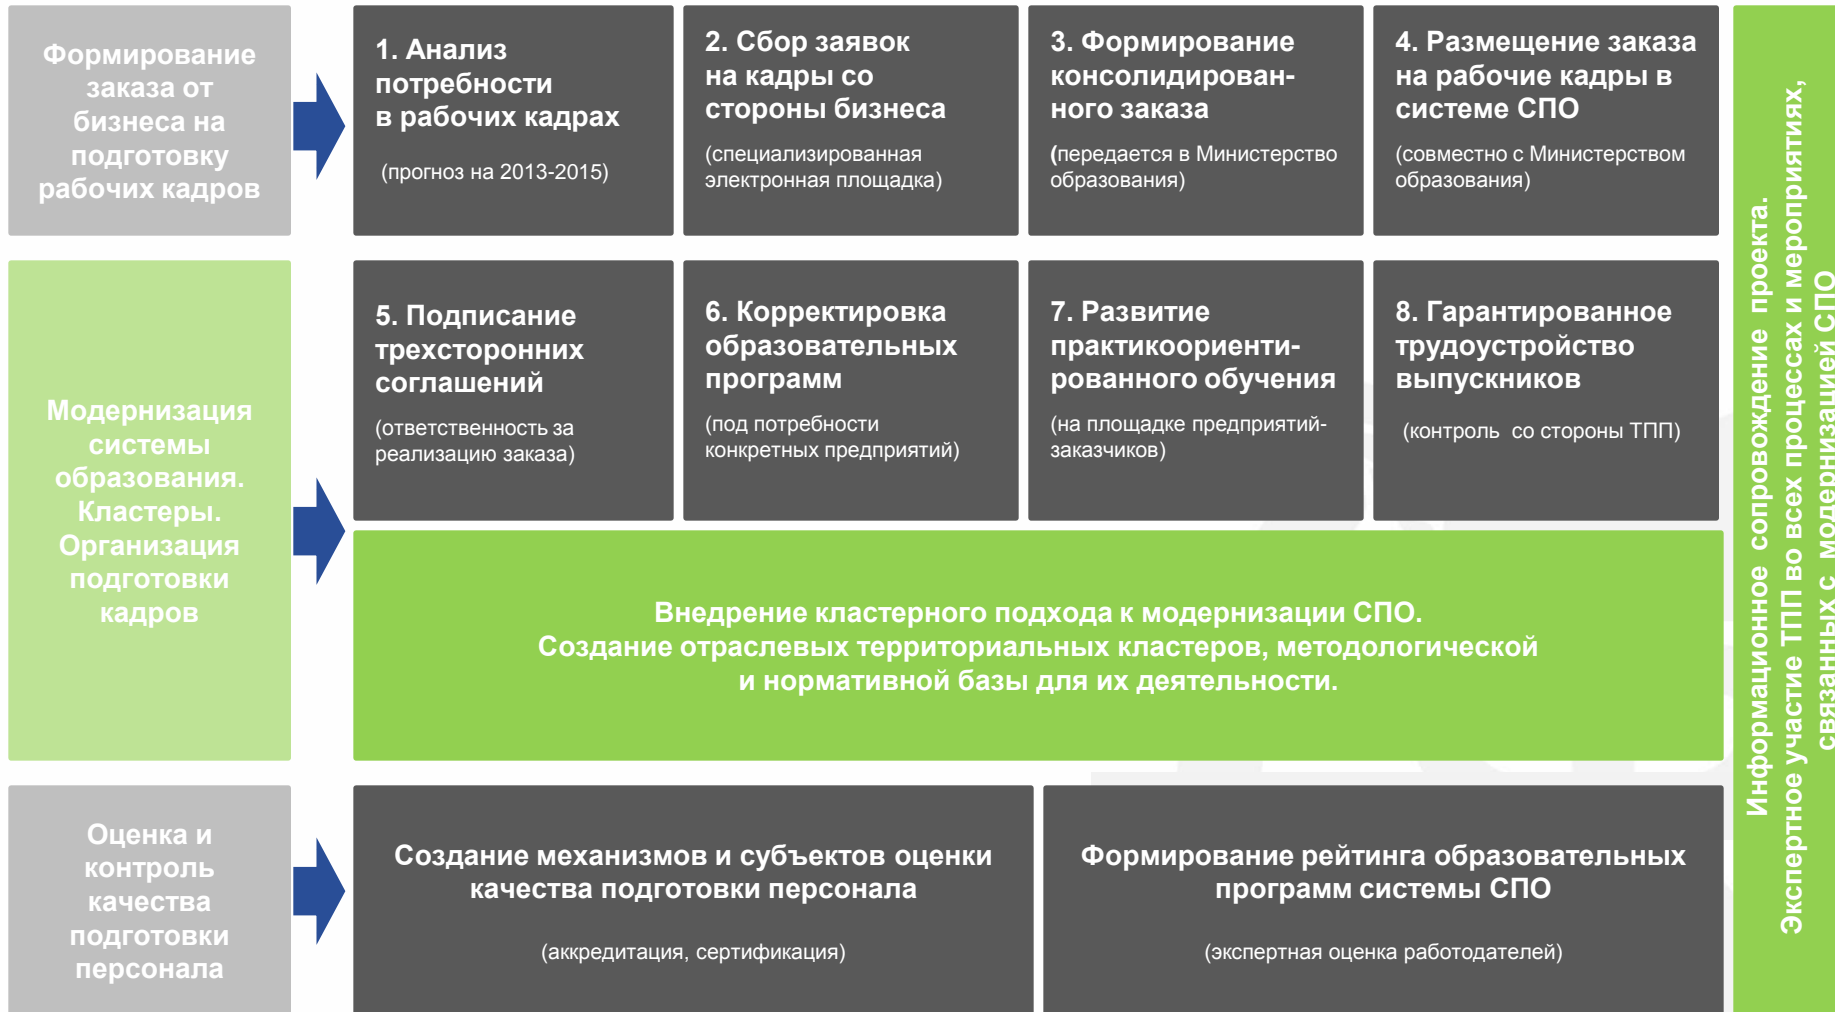 Формирование
заказа от
бизнеса на
подготовку
рабочих кадров
1. Анализ
потребности
в рабочих кадрах
(прогноз на 2013-2015)
2. Сбор заявок
на кадры со
стороны бизнеса
(специализированная
электронная площадка)
3. Формирование
консолидирован-
ного заказа
(передается в Министерство
образования)
4. Размещение заказа
на рабочие кадры в
системе СПО
(совместно с Министерством
образования)
Модернизация
системы
образования.
Кластеры.
Организация
подготовки
кадров
5. Подписание
трехсторонних
соглашений
(ответственность за
реализацию заказа)
6. Корректировка
образовательных
программ
(под потребности
конкретных предприятий)
7. Развитие
практикоориенти-
рованного обучения
(на площадке предприятий-
заказчиков)
8. Гарантированное
трудоустройство
выпускников
(контроль со стороны ТПП)
Внедрение кластерного подхода к модернизации СПО.
Создание отраслевых территориальных кластеров, методологической
и нормативной базы для их деятельности.
Оценка и
контроль
качества
подготовки
персонала
Создание механизмов и субъектов оценки
качества подготовки персонала
(аккредитация, сертификация)
Формирование рейтинга образовательных
программ системы СПО
(экспертная оценка работодателей)
Информационное сопровождение проекта.
Экспертное участие ТПП во всех процессах и мероприятиях,
связанных с модернизацией СПО